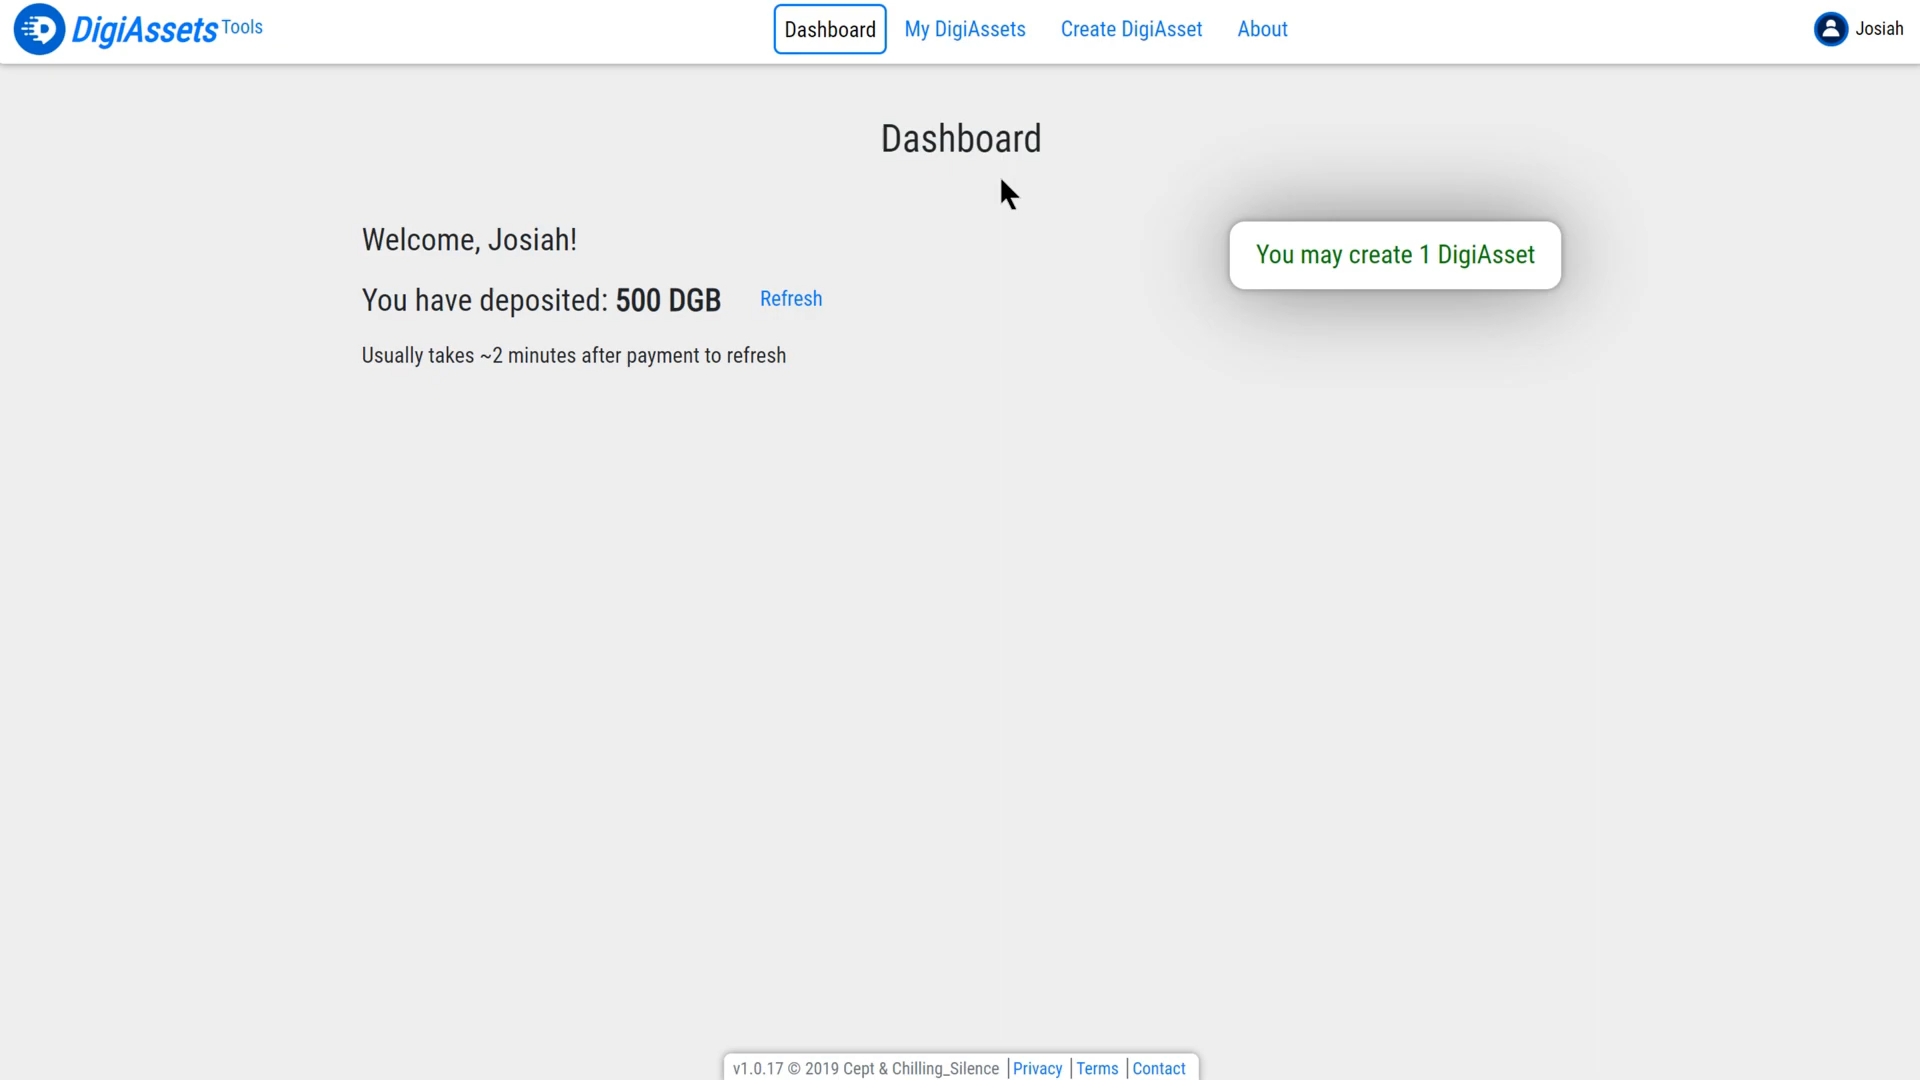 DigiAssets Tools
Dashboard My DigiAssets Create DigiAsset About
Josiah
Dashboard
Welcome, Josiah!
You may create 1 DigiAsset
You have deposited: 500 DGB Refresh
Usually takes ~2 minutes after payment to refresh
v1.0.17 © 2019 Cept & Chilling_Silence | Privacy | Terms | Contact